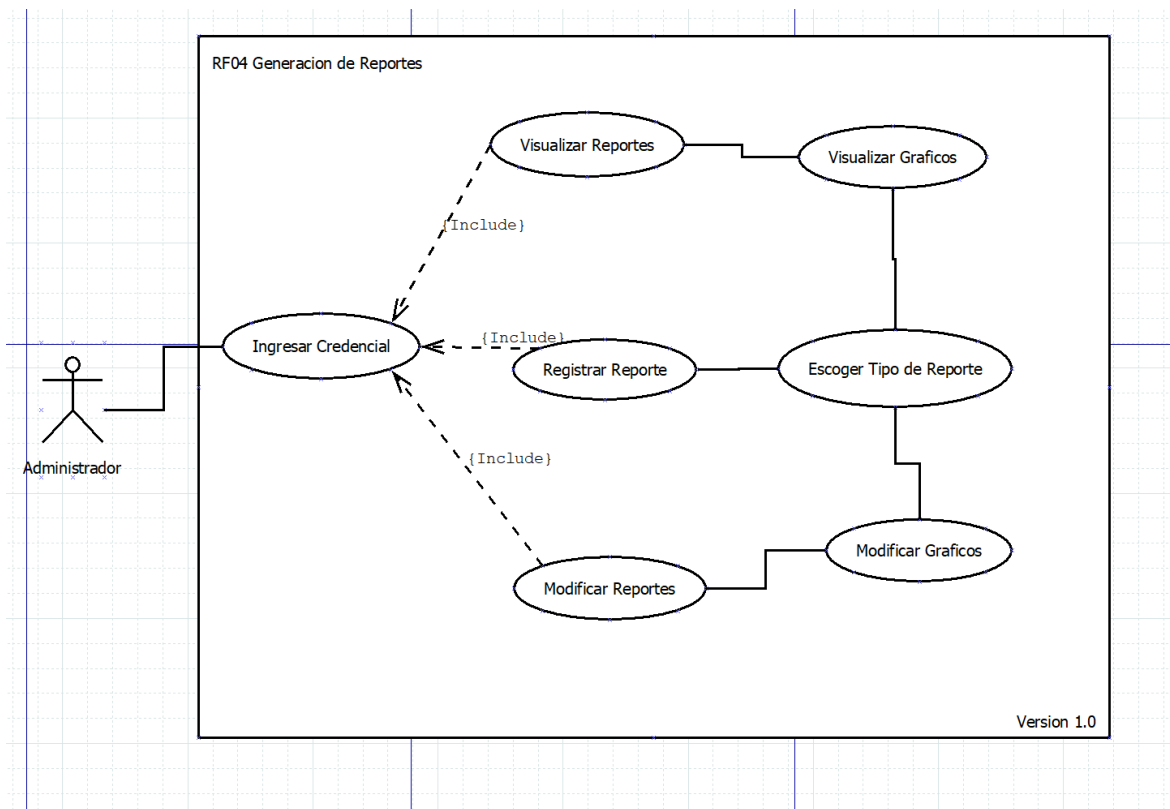 RF04 Generacion de Reportes
Visualizar Reportes
Visualizar Graficos
{Include}
{Include}
Ingresar Credencial
Registrar Reporte
Escoger Tipo de Reporte
{Include}
Administrador
Modificar Graficos
Modificar Reportes
Version 1.0